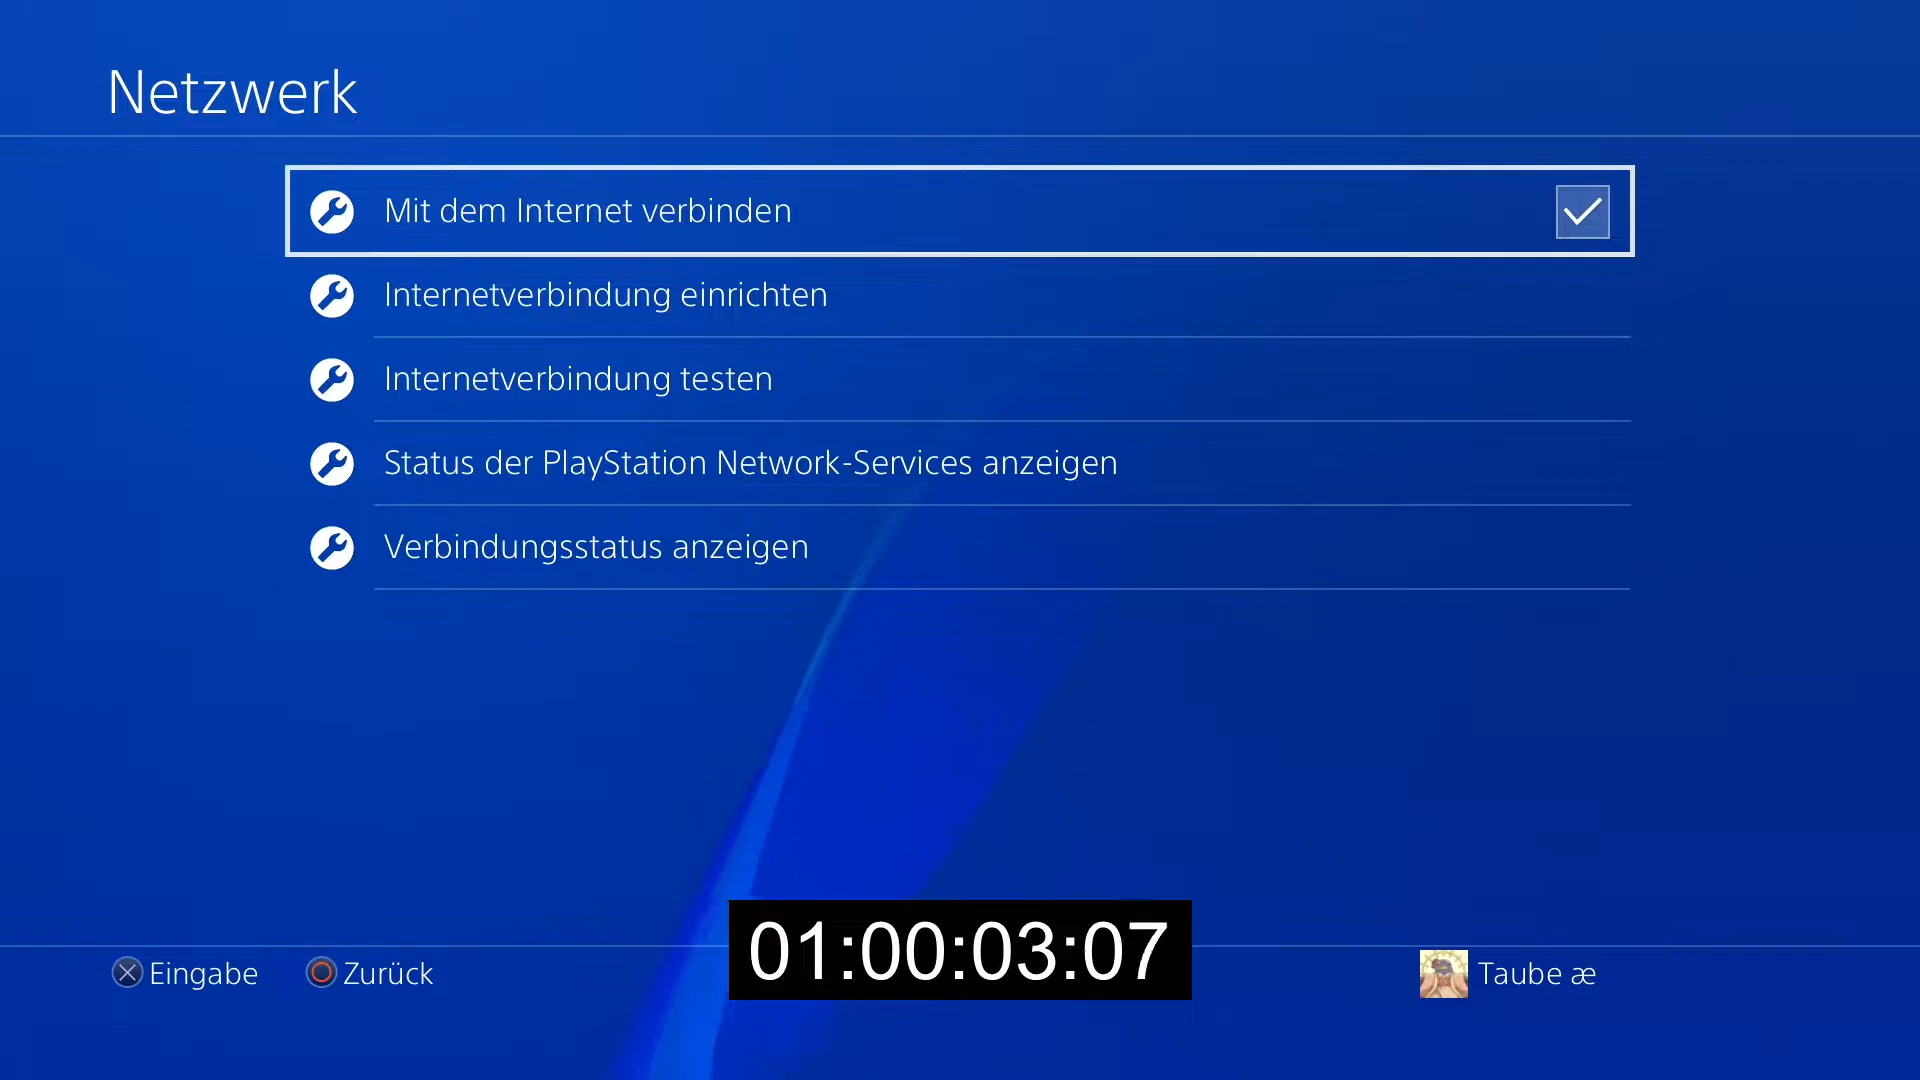 Netzwerk
Mit dem Internet verbinden
Internetverbindung einrichten
Internetverbindung testen
Status der PlayStation Network-Services anzeigen
Verbindungsstatus anzeigen
01:00:03:07
Eingabe Zurück Taube æ